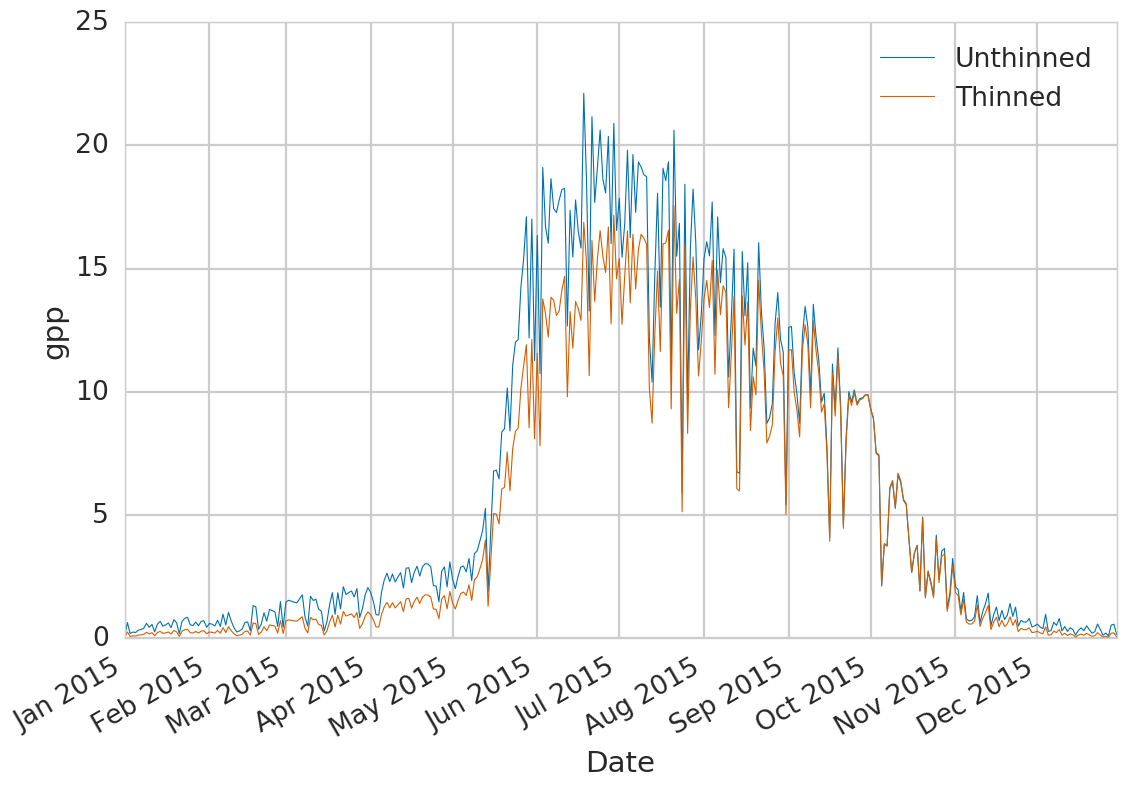 25
20
15
10
5
0
gpp
Unthinned
Thinned
Jan 2015
Feb 2015
Mar 2015
Apr 2015
May 2015
Jun 2015
Jul 2015
Aug 2015
Sep 2015
Oct 2015
Nov 2015
Dec 2015
Date